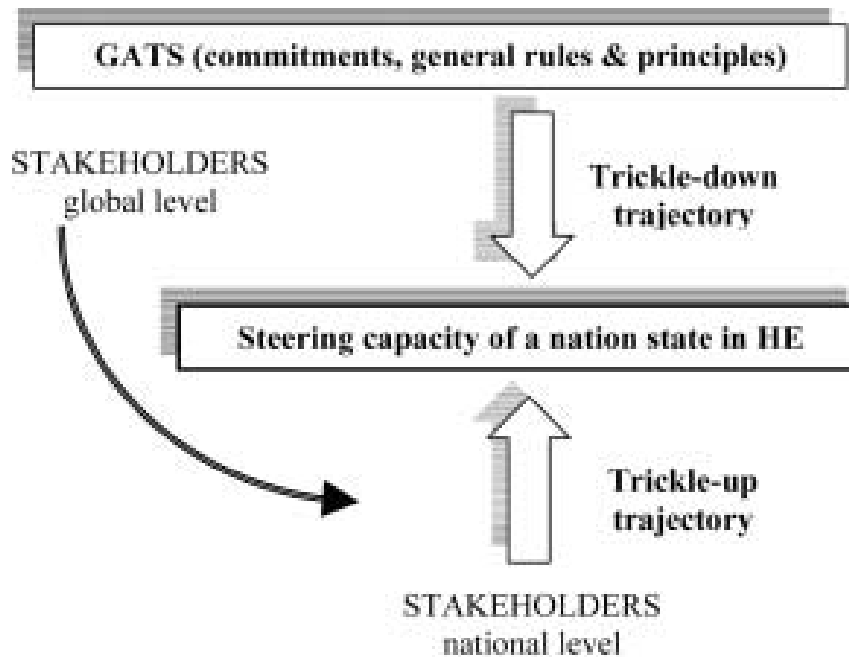 GATS (commitments, general rules & principles)
STAKEHOLDERS
global level
Trickle-down
trajectory
Steering capacity of a nation state in HE
Trickle-up
trajectory
STAKEHOLDERS
national level